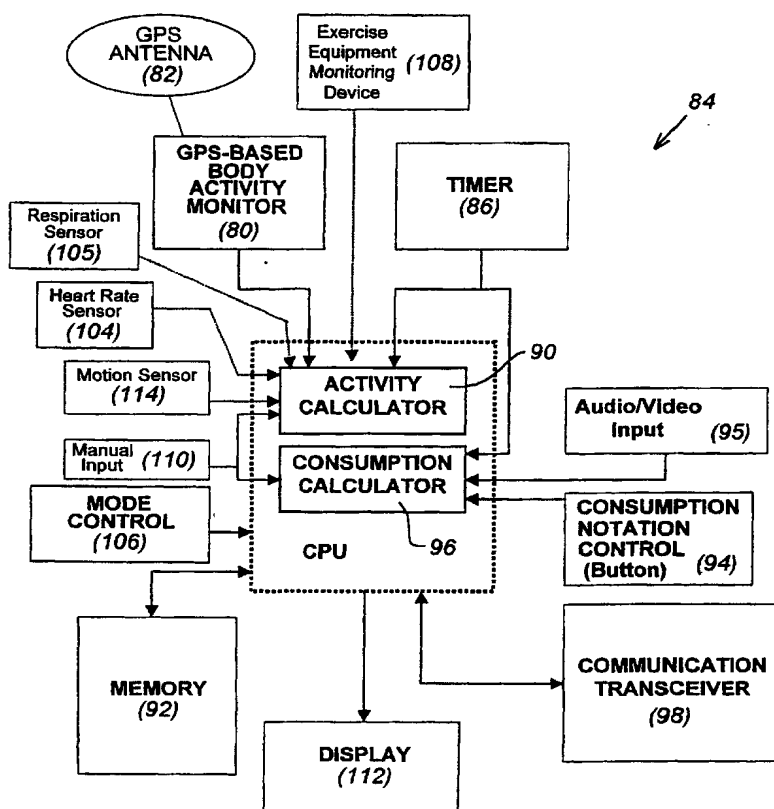 GPS
ANTENNA
(82)
Exercise
Equipment
Monitoring
Device
(108)
84
GPS-BASED
BODY
ACTIVITY
MONITOR
(80)
TIMER
(86)
Respiration
Sensor
(105)
Heart Rate
Sensor
(104)
Motion Sensor
(114)
Manual
Input (110)
MODE
CONTROL
(106)
ACTIVITY
CALCULATOR
90
CONSUMPTION
CALCULATOR
96
CPU
Audio/Video
Input (95)
CONSUMPTION
NOTATION
CONTROL
(Button) (94)
MEMORY
(92)
DISPLAY
(112)
COMMUNICATION
TRANSCEIVER
(98)